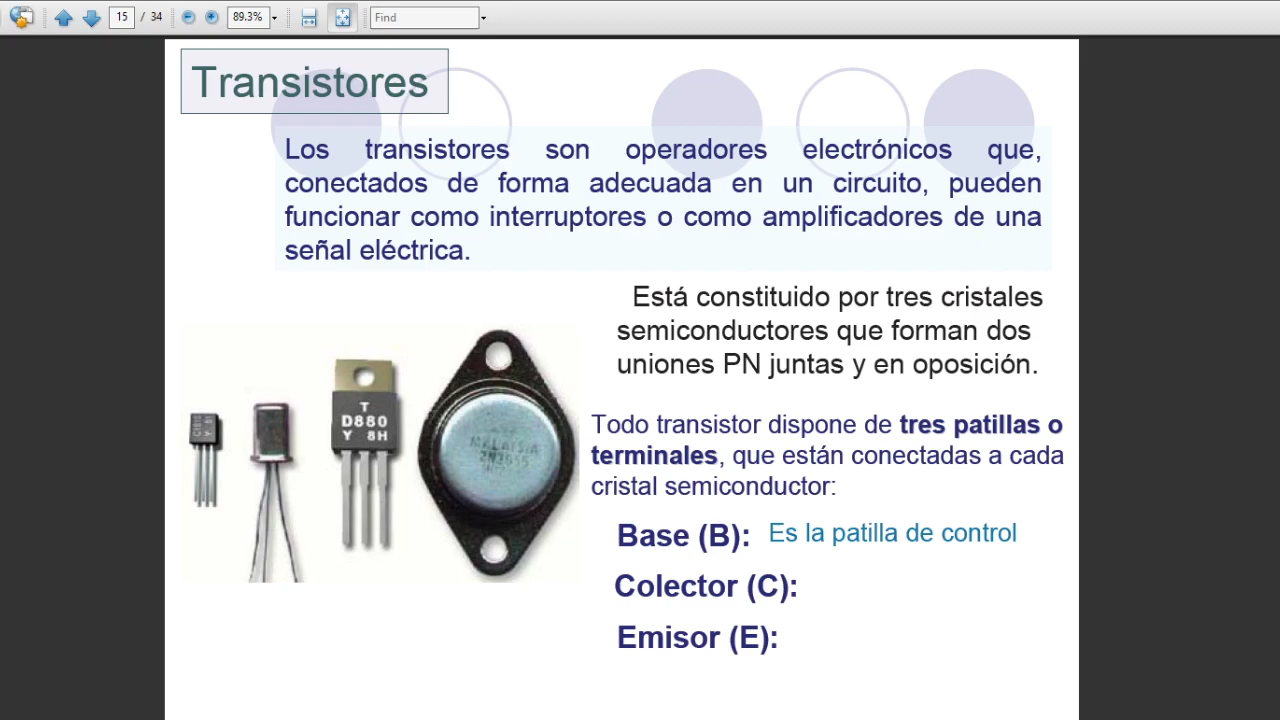 15 / 34 89.3% Find
Transistores
Los transistores son operadores electrónicos que,
conectados de forma adecuada en un circuito, pueden
funcionar como interruptores o como amplificadores de una
señal eléctrica.
Está constituido por tres cristales
semiconductores que forman dos
uniones PN juntas y en oposición.
T
D880
Y 8H
MALAYSIA
Todo transistor dispone de tres patillas o
terminales, que están conectadas a cada
cristal semiconductor:
Base (B): Es la patilla de control
Colector (C):
Emisor (E):